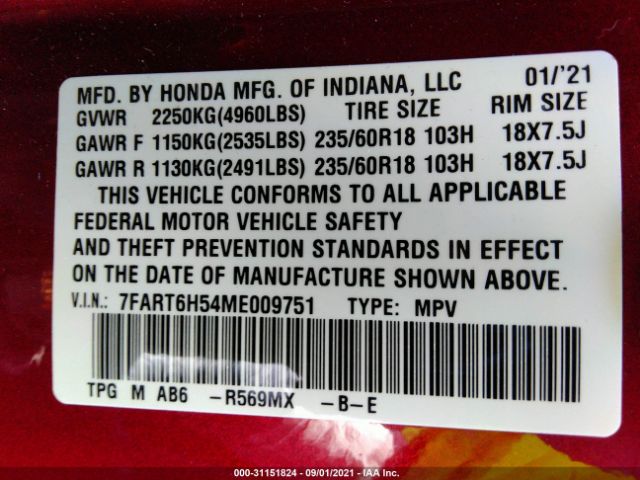 MFD. BY HONDA MFG. OF INDIANA, LLC 01/'21
GVWR 2250KG(4960LBS) TIRE SIZE RIM SIZE
GAWR F 1150KG(2535LBS) 235/60R18 103H 18X7.5J
GAWR R 1130KG(2491LBS) 235/60R18 103H 18X7.5J
THIS VEHICLE CONFORMS TO ALL APPLICABLE
FEDERAL MOTOR VEHICLE SAFETY
AND THEFT PREVENTION STANDARDS IN EFFECT
ON THE DATE OF MANUFACTURE SHOWN ABOVE.
V.I.N.: 7FART6H54ME009751 TYPE: MPV
TPG M AB6 -R569MX -B-E
000-31151824 - 09/01/2021 - IAA Inc.